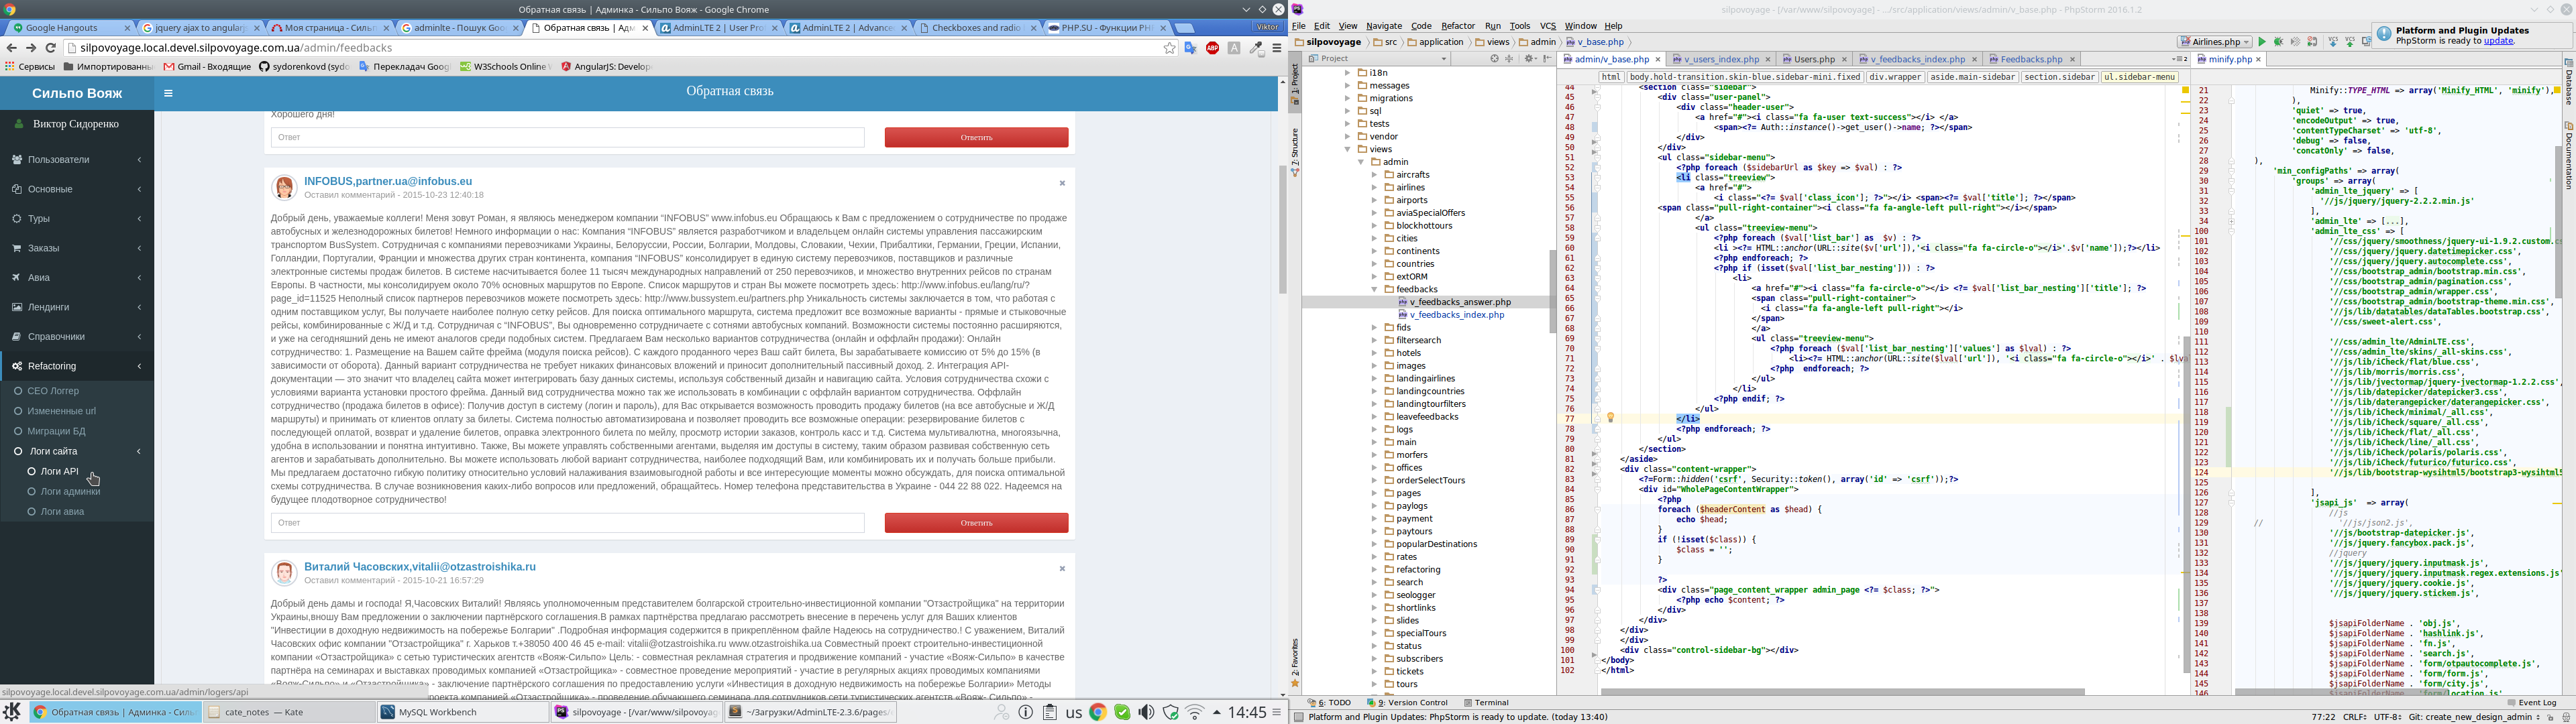 Обратная связь | Админка - Сильпо Вояж - Google Chrome
Google Hangouts
jquery ajax to angularj
Моя страница - Сильп
adminlte - Пошук Goo
Обратная связь | Адм
AdminLTE 2 | User Pro
AdminLTE 2 | Advance
Checkboxes and radio
PHP.SU - Функции PH
Viktor
silpovoyage.local.devel.silpovoyage.com.ua/admin/feedbacks
Сервисы
Импортированны
Gmail - Входящие
sydorenkovd (sydo
Перекладач Goog
W3Schools Online
AngularJS: Develop
Сильпо Вояж
Обратная связь
Виктор Сидоренко
Пользователи
Основные
Туры
Заказы
Авиа
Лендинги
Справочники
Refactoring
СЕО Логгер
Измененные url
Миграции БД
Логи сайта
Логи API
Логи админки
Логи авиа
silpovoyage.local.devel.silpovoyage.com.ua/admin/logers/api
Хорошего дня!
Ответ
Ответить
INFOBUS,partner.ua@infobus.eu
Оставил комментарий - 2015-10-23 12:40:18
Добрый день, уважаемые коллеги! Меня зовут Роман, я являюсь менеджером компании “INFOBUS” www.infobus.eu Обращаюсь к Вам с предложением о сотрудничестве по продаже
автобусных и железнодорожных билетов! Немного информации о нас: Компания “INFOBUS” является разработчиком и владельцем онлайн системы управления пассажирским
транспортом BusSystem. Сотрудничая с компаниями перевозчиками Украины, Белоруссии, России, Болгарии, Молдовы, Словакии, Чехии, Прибалтики, Германии, Греции, Испании,
Голландии, Португалии, Франции и множества других стран континента, компания “INFOBUS” консолидирует в единую систему перевозчиков, поставщиков и различные
электронные системы продаж билетов. В системе насчитывается более 11 тысяч международных направлений от 250 перевозчиков, и множество внутренних рейсов по странам
Европы. В частности, мы консолидируем около 70% основных маршрутов по Европе. Список маршрутов и стран Вы можете посмотреть здесь: http://www.infobus.eu/lang/ru/?
page_id=11525 Неполный список партнеров перевозчиков можете посмотреть здесь: http://www.bussystem.eu/partners.php Уникальность системы заключается в том, что работая с
одним поставщиком услуг, Вы получаете наиболее полную сетку рейсов. Для поиска оптимального маршрута, система предложит все возможные варианты - прямые и стыковочные
рейсы, комбинированные с Ж/Д и т.д. Сотрудничая с “INFOBUS”, Вы одновременно сотрудничаете с сотнями автобусных компаний. Возможности системы постоянно расширяются,
и уже на сегодняшний день не имеют аналогов среди подобных систем. Предлагаем Вам несколько вариантов сотрудничества (онлайн и оффлайн продажи): Онлайн
сотрудничество: 1. Размещение на Вашем сайте фрейма (модуля поиска рейсов). С каждого проданного через Ваш сайт билета, Вы зарабатываете комиссию от 5% до 15% (в
зависимости от оборота). Данный вариант сотрудничества не требует никаких финансовых вложений и приносит дополнительный пассивный доход. 2. Интеграция API-
документации — это значит что владелец сайта может интегрировать базу данных системы, используя собственный дизайн и навигацию сайта. Условия сотрудничества схожи с
условиями варианта установки простого фрейма. Данный вид сотрудничества можно так же использовать в комбинации с оффлайн вариантом сотрудничества. Оффлайн
сотрудничество (продажа билетов в офисе): Получив доступ в систему (логин и пароль), для Вас открывается возможность проводить продажу билетов (на все автобусные и Ж/Д
маршруты) и принимать от клиентов оплату за билеты. Система полностью автоматизирована и позволяет проводить все возможные операции: резервирование билетов с
последующей оплатой, возврат и удаление билетов, оправка электронного билета по мейлу, просмотр истории заказов, контроль касс и т.д. Система мультивалютна, многоязычна,
удобна в использовании и понятна интуитивно. Также, Вы можете управлять собственными агентами, выделяя им доступы в систему, таким образом развивая собственную сеть
агентов и зарабатывать дополнительно. Вы можете использовать любой вариант сотрудничества, наиболее подходящий Вам, или комбинировать их и получать больше прибыли.
Мы предлагаем достаточно гибкую политику относительно условий налаживания взаимовыгодной работы и все интересующие моменты можно обсуждать, для поиска оптимальной
схемы сотрудничества. В случае возникновения каких-либо вопросов или предложений, обращайтесь. Номер телефона представительства в Украине - 044 22 88 022. Надеемся на
будущее плодотворное сотрудничество!
Ответ
Ответить
Виталий Часовских,vitalii@otzastroishika.ru
Оставил комментарий - 2015-10-21 16:57:29
Добрый день дамы и господа! Я,Часовских Виталий! Являясь уполномоченным представителем болгарской строительно-инвестиционной компании "Отзастройщика" на территории
Украины,вношу Вам предложении о заключении партнёрского соглашения.В рамках партнёрства предлагаю рассмотреть внесение в перечень услуг для Ваших клиентов
"Инвестиции в доходную недвижимость на побережье Болгарии" .Подробная информация содержится в прикреплённом файле Надеюсь на сотрудничество.! С уважением, Виталий
Часовских офис компании "Отзастройщика" г. Харьков т.+38050 400 46 45 e-mail: vitalii@otzastroishika.ru www.otzastroishika.ua Совместный проект строительно-инвестиционной
компании «Отзастройщика» с сетью туристических агентств «Вояж-Сильпо» Цель: - совместная рекламная стратегия и продвижение компаний - участие «Вояж-Сильпо» в качестве
партнёра на семинарах и выставках проводимых компанией «Отзастройщика» - совместное проведение мероприятий - участие в регулярных акциях проводимых компаниями
«Вояж-Сильпо» и «Отзастройщика» - заключение партнёрского соглашения по предоставлению услуги «Инвестиция в доходную недвижимость на побережье Болгарии» Методы
Обратная связь | Админка - Силь
cate_notes — Kate
MySQL Workbench
silpovoyage - [/var/www/silpovoyag
~/Загрузки/AdminLTE-2.3.6/pages/
us
14:45
silpovoyage - [/var/www/silpovoyage] - .../src/application/views/admin/v_base.php - PhpStorm 2016.1.2
File Edit View Navigate Code Refactor Run Tools VCS Window Help
silpovoyage src application views admin v_base.php
Airlines.php
Platform and Plugin Updates
PhpStorm is ready to update.
Project
admin/v_base.php
v_users_index.php
Users.php
v_feedbacks_index.php
Feedbacks.php
minify.php
html body.hold-transition.skin-blue.sidebar-mini.fixed div.wrapper aside.main-sidebar section.sidebar ul.sidebar-menu
1: Project
7: Structure
2: Favorites
Database
Documentation
i18n
messages
migrations
sql
tests
vendor
views
admin
aircrafts
airlines
airports
aviaSpecialOffers
blockhottours
cities
continents
countries
extORM
feedbacks
v_feedbacks_answer.php
v_feedbacks_index.php
fids
filtersearch
hotels
images
landingairlines
landingcountries
landingtourfilters
leavefeedbacks
logs
main
morfers
offices
orderSelectTours
pages
paylogs
payment
paytours
popularDestinations
rates
refactoring
search
seologger
shortlinks
slides
specialTours
status
subscribers
tickets
tours
44 <section class="sidebar">
45 <div class="user-panel">
46 <div class="header-user">
47 <a href="#"><i class="fa fa-user text-success"></i> </a>
48 <span><?= Auth::instance()->get_user()->name; ?></span>
49 </div>
50 </div>
51 <ul class="sidebar-menu">
52 <?php foreach ($sidebarUrl as $key => $val) : ?>
53 <li class="treeview">
54 <a href="#">
55 <i class="<?= $val['class_icon']; ?>"></i> <span><?= $val['title']; ?></span>
56 <span class="pull-right-container"><i class="fa fa-angle-left pull-right"></i></span>
57 </a>
58 <ul class="treeview-menu">
59 <?php foreach ($val['list_bar'] as $v) : ?>
60 <li ><?= HTML::anchor(URL::site($v['url']),'<i class="fa fa-circle-o"></i>'.$v['name']);?></li>
61 <?php endforeach; ?>
62 <?php if (isset($val['list_bar_nesting'])) : ?>
63 <li>
64 <a href="#"><i class="fa fa-circle-o"></i> <?= $val['list_bar_nesting']['title']; ?>
65 <span class="pull-right-container">
66 <i class="fa fa-angle-left pull-right"></i>
67 </span>
68 </a>
69 <ul class="treeview-menu">
70 <?php foreach ($val['list_bar_nesting']['values'] as $lval) : ?>
71 <li><?= HTML::anchor(URL::site($lval['url']), '<i class="fa fa-circle-o"></i>' . $lva
72 <?php endforeach; ?>
73 </ul>
74 </li>
75 <?php endif; ?>
76 </ul>
77 </li>
78 <?php endforeach; ?>
79 </ul>
80 </section>
81 </aside>
82 <div class="content-wrapper">
83 <?=Form::hidden('csrf', Security::token(), array('id' => 'csrf'));?>
84 <div id="WholePageContentWrapper">
85 <?php
86 foreach ($headerContent as $head) {
87 echo $head;
88 }
89 if (!isset($class)) {
90 $class = '';
91 }
92
93 ?>
94 <div class="page_content_wrapper admin_page <?= $class; ?>">
95 <?php echo $content; ?>
96 </div>
97 </div>
98 </div>
99 </div>
100 <div class="control-sidebar-bg"></div>
101 </body>
102 </html>
21 Minify::TYPE_HTML => array('Minify_HTML', 'minify'),
22 ),
23 'quiet' => true,
24 'encodeOutput' => true,
25 'contentTypeCharset' => 'utf-8',
26 'debug' => false,
27 'concatOnly' => false,
28 ),
29 'min_configPaths' => array(
30 'groups' => array(
31 'admin_lte_jquery' => [
32 '//js/jquery/jquery-2.2.2.min.js'
33 ],
34 'admin_lte' => [...],
100 'admin_lte_css' => [
101 '//css/jquery/smoothness/jquery-ui-1.9.2.custom.c
102 '//css/jquery/jquery.datetimepicker.css',
103 '//css/jquery/jquery.autocomplete.css',
104 '//css/bootstrap_admin/bootstrap.min.css',
105 '//css/bootstrap_admin/pagination.css',
106 '//css/bootstrap_admin/wrapper.css',
107 '//css/bootstrap_admin/bootstrap-theme.min.css',
108 '//js/lib/datatables/dataTables.bootstrap.css',
109 '//css/sweet-alert.css',
110
111 '//css/admin_lte/AdminLTE.css',
112 '//css/admin_lte/skins/_all-skins.css',
113 '//js/lib/iCheck/flat/blue.css',
114 '//js/lib/morris/morris.css',
115 '//js/lib/jvectormap/jquery-jvectormap-1.2.2.css',
116 '//js/lib/datepicker/datepicker3.css',
117 '//js/lib/daterangepicker/daterangepicker.css',
118 '//js/lib/iCheck/minimal/_all.css',
119 '//js/lib/iCheck/square/_all.css',
120 '//js/lib/iCheck/flat/_all.css',
121 '//js/lib/iCheck/line/_all.css',
122 '//js/lib/iCheck/polaris/polaris.css',
123 '//js/lib/iCheck/futurico/futurico.css',
124 '//js/lib/bootstrap-wysihtml5/bootstrap3-wysihtml5
125
126 ],
127 'jsapi_js' => array(
128 //js
129 // '//js/json2.js',
130 '//js/bootstrap-datepicker.js',
131 '//js/jquery.fancybox.pack.js',
132 //jquery
133 '//js/jquery/jquery.inputmask.js',
134 '//js/jquery/jquery.inputmask.regex.extensions.js'
135 '//js/jquery/jquery.cookie.js',
136 '//js/jquery/jquery.stickem.js',
137
138
139 $jsapiFolderName . 'obj.js',
140 $jsapiFolderName . 'hashlink.js',
141 $jsapiFolderName . 'fn.js',
142 $jsapiFolderName . 'search.js',
143 $jsapiFolderName . 'form/otpautocomplete.js',
144 $jsapiFolderName . 'form/form.js',
145 $jsapiFolderName . 'form/city.js',
146 $jsapiFolderName . 'form/location.js',
6: TODO
9: Version Control
Terminal
Event Log
Platform and Plugin Updates: PhpStorm is ready to update. (today 13:40)
77:22 CRLF÷ UTF-8÷ Git: create_new_design_admin ÷